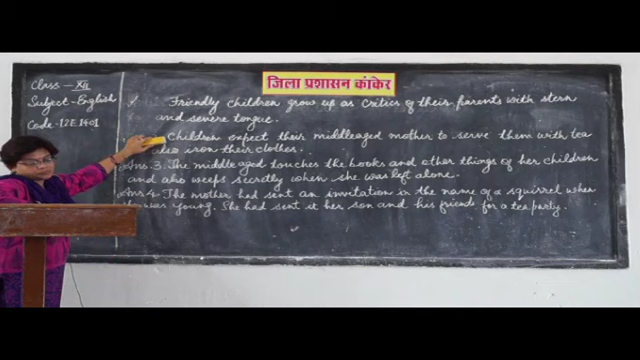 जिला प्रशासन कांकेर
Class - XII
Subject - English
Code - 12E1401
Friendly children grow up as critics of their parents with stern
and severe tongue.
Children expect their middleaged mother to serve them with tea
also iron their clothes.
Ans. 3. The middle aged touches the books and other things of her children
and also weeps secretly when she was left alone.
Ans 4. The mother had sent an invitation in the name of a squirrel when
she was young. She had sent it her son and his friends for a tea party.